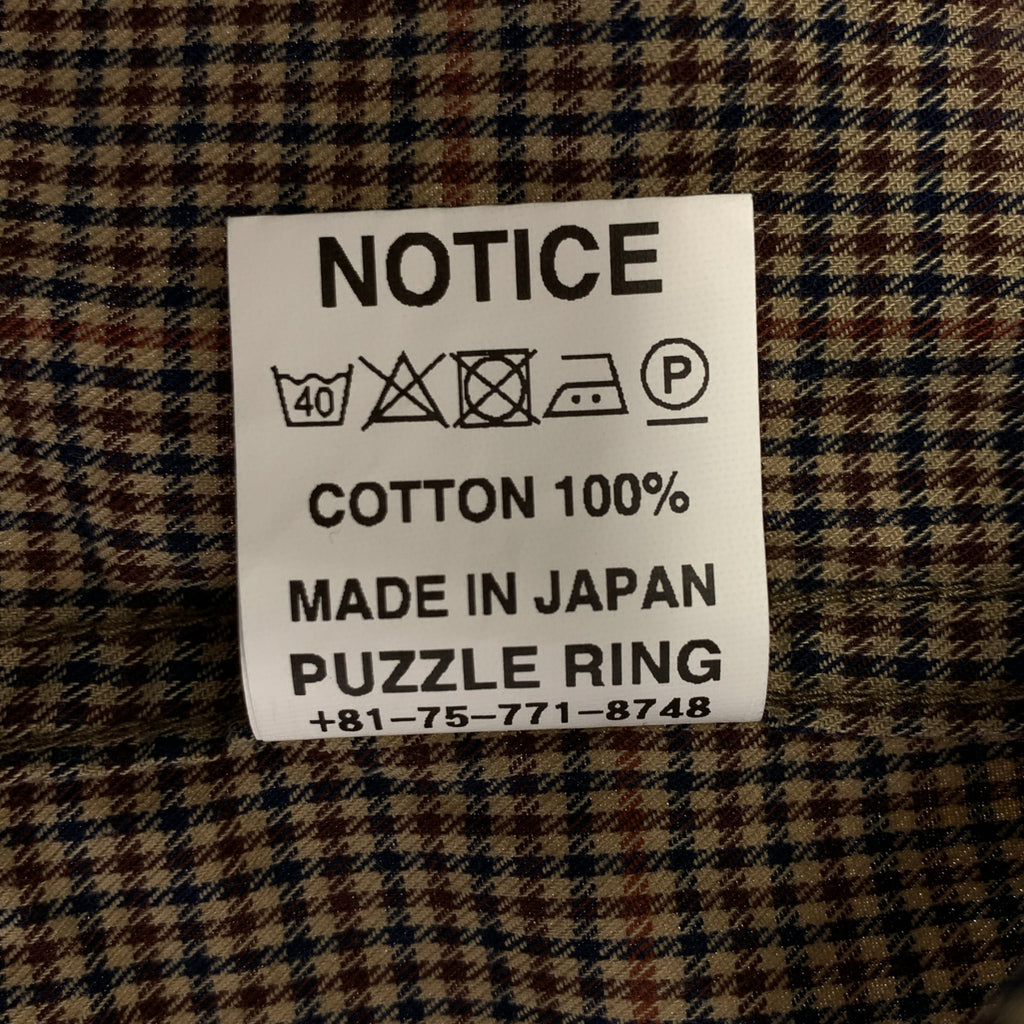 NOTICE
40 P
COTTON 100%
MADE IN JAPAN
PUZZLE RING
+81-75-771-8748